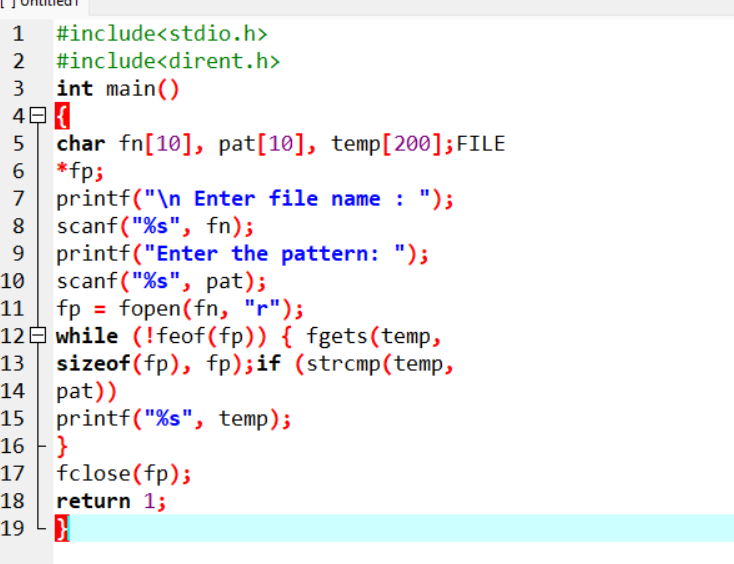 [*] Untitled1
1 #include<stdio.h>
2 #include<dirent.h>
3 int main()
4 {
5 char fn[10], pat[10], temp[200];FILE
6 *fp;
7 printf("\n Enter file name : ");
8 scanf("%s", fn);
9 printf("Enter the pattern: ");
10 scanf("%s", pat);
11 fp = fopen(fn, "r");
12 while (!feof(fp)) { fgets(temp,
13 sizeof(fp), fp);if (strcmp(temp,
14 pat))
15 printf("%s", temp);
16 }
17 fclose(fp);
18 return 1;
19 }